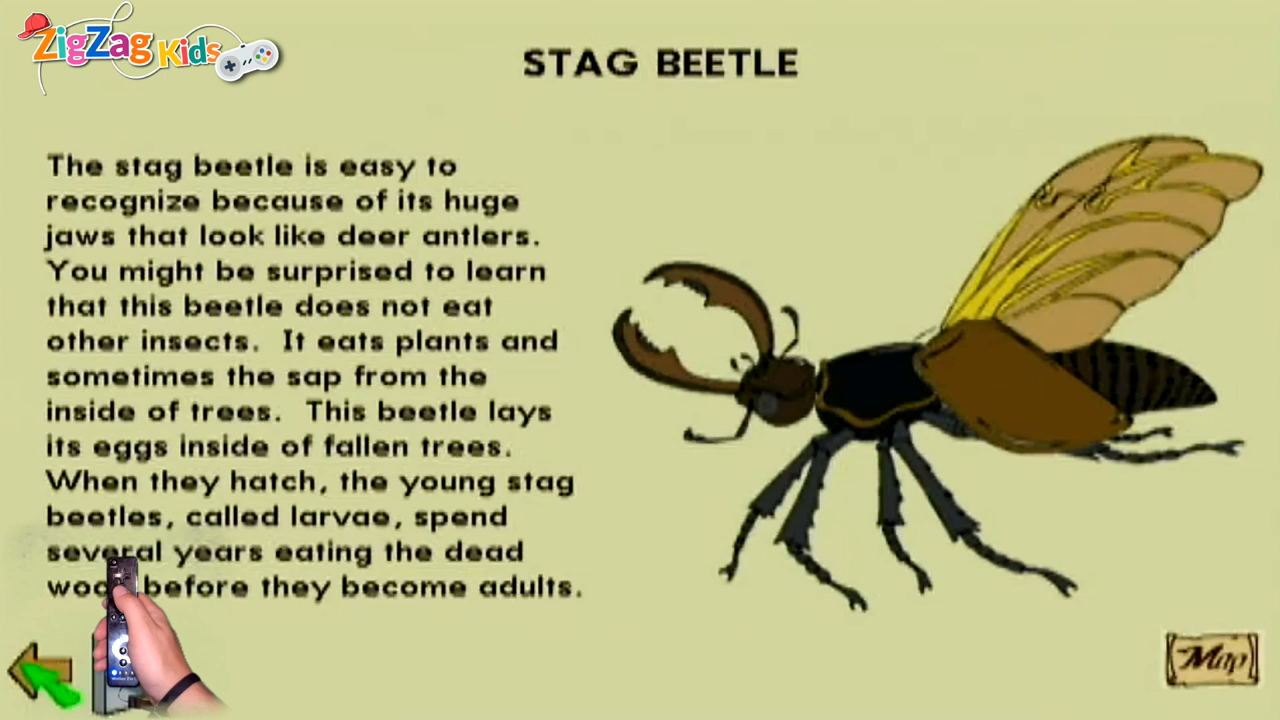 ZigZag Kids
STAG BEETLE
The stag beetle is easy to
recognize because of its huge
jaws that look like deer antlers.
You might be surprised to learn
that this beetle does not eat
other insects. It eats plants and
sometimes the sap from the
inside of trees. This beetle lays
its eggs inside of fallen trees.
When they hatch, the young stag
beetles, called larvae, spend
several years eating the dead
before they become adults.
Map